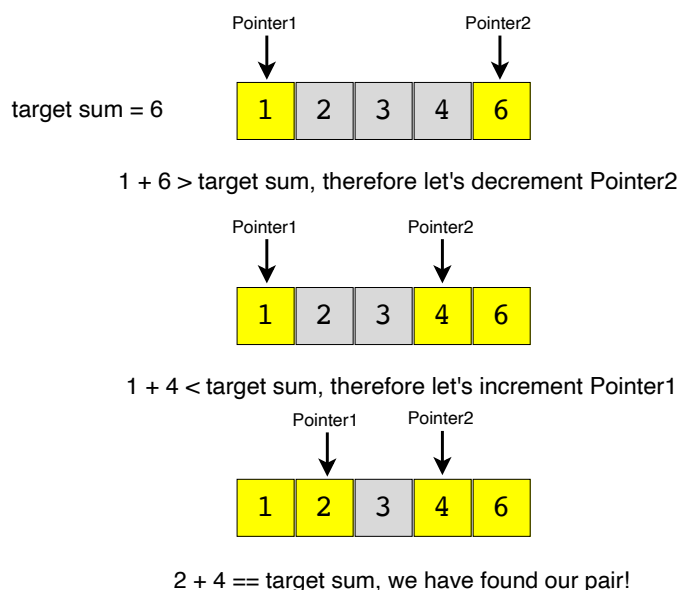 Pointer1 Pointer2
target sum = 6 1 2 3 4 6
1 + 6 > target sum, therefore let's decrement Pointer2
Pointer1 Pointer2
1 2 3 4 6
1 + 4 < target sum, therefore let's increment Pointer1
Pointer1 Pointer2
1 2 3 4 6
2 + 4 == target sum, we have found our pair!